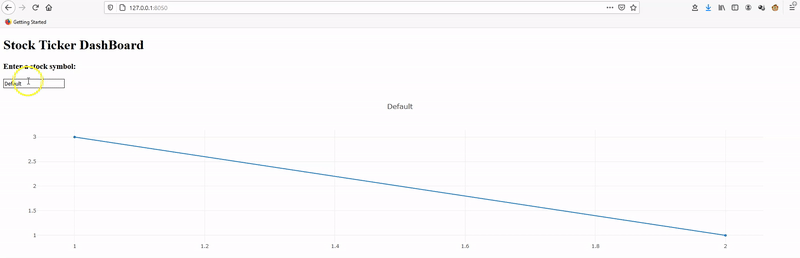 127.0.0.1:8050
Getting Started
Stock Ticker DashBoard
Enter a stock symbol:
Default
Default
3
2.5
2
1.5
1
1 1.2 1.4 1.6 1.8 2